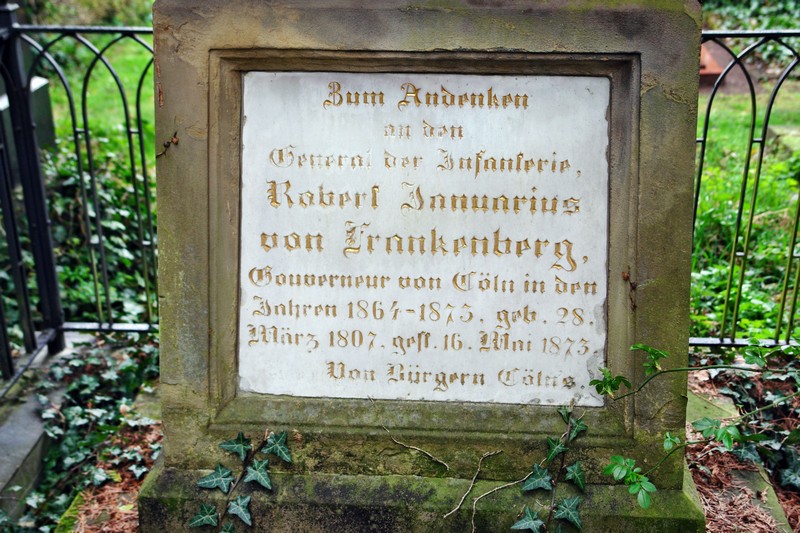 Zum Andenken
an den
General der Infanterie,
Robert Januarius
von Frankenberg,
Gouverneur von Cöln in den
Jahren 1864-1873, geb. 28.
März 1807. gest. 16. Mai 1873
Von Bürgern Cölns.